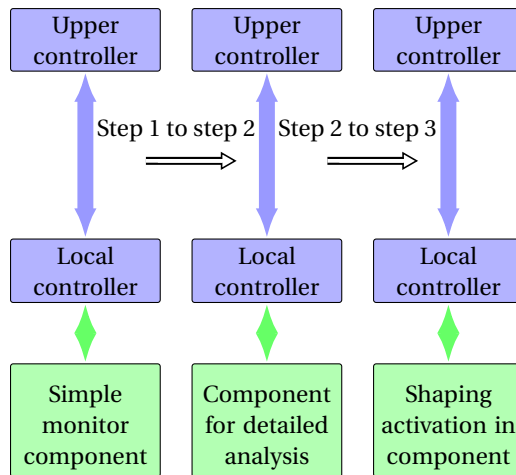 Upper
controller
Upper
controller
Upper
controller
Step 1 to step 2
Step 2 to step 3
Local
controller
Local
controller
Local
controller
Simple
monitor
component
Component
for detailed
analysis
Shaping
activation in
component